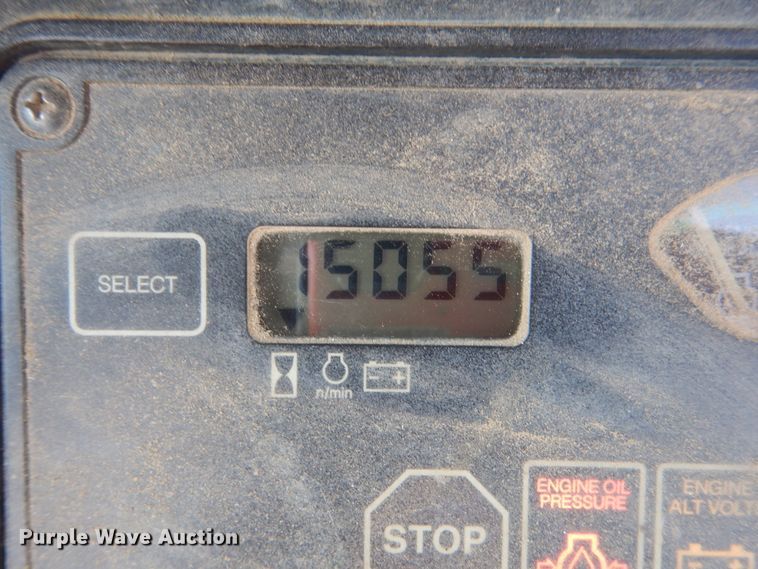 15055
SELECT
n/min
ENGINE OIL
PRESSURE
ENGINE
ALT VOLT
STOP
Purple Wave Auction